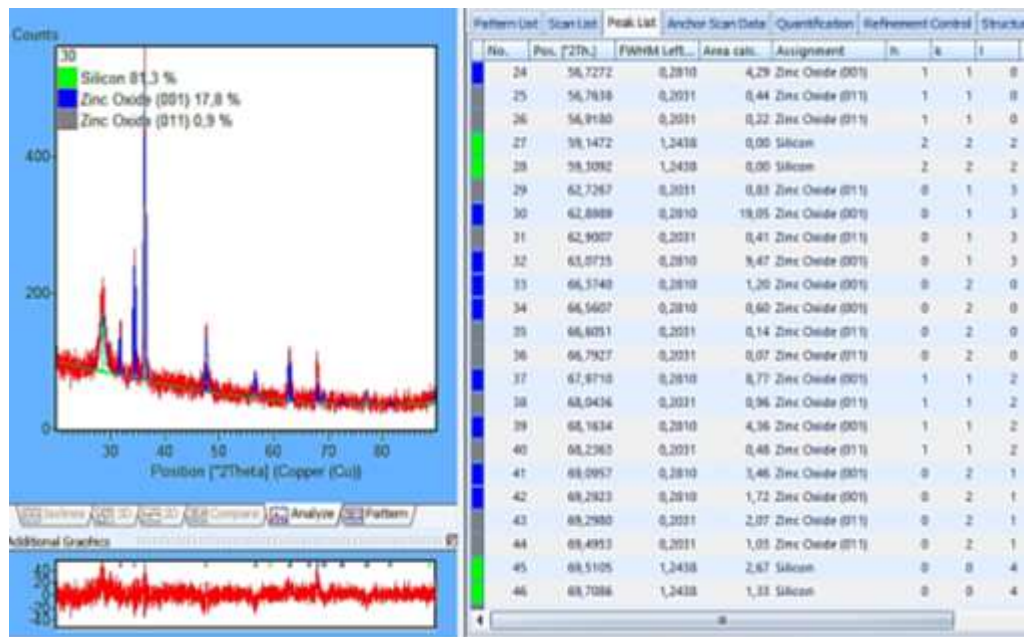 Counts
30
Silicon 81,3 %
Zinc Oxide (001) 17,8 %
Zinc Oxide (011) 0,9 %
400
200
0
30 40 50 60 70 80
Position [°2Theta] (Copper (Cu))
Compare Analyze Pattern
Additional Graphics
Pattern List Scan List Peak List Anchor Scan Data Quantification Refinement Control Structu
No. Pos. [°2Th.] FWHM Left... Area calc. Assignment h k l
24 56,7272 0,2810 4,29 Zinc Oxide (001) 1 1 0
25 56,7638 0,2031 0,44 Zinc Oxide (011) 1 1 0
26 56,9180 0,2031 0,22 Zinc Oxide (011) 1 1 0
27 59,1472 1,2438 0,00 Silicon 2 2 2
28 59,3092 1,2438 0,00 Silicon 2 2 2
29 62,7267 0,2031 0,83 Zinc Oxide (011) 0 1 3
30 62,8889 0,2810 19,05 Zinc Oxide (001) 0 1 3
31 62,9007 0,2031 0,41 Zinc Oxide (011) 0 1 3
32 63,0735 0,2810 9,47 Zinc Oxide (001) 0 1 3
33 66,3740 0,2810 1,20 Zinc Oxide (001) 0 2 0
34 66,5607 0,2810 0,60 Zinc Oxide (001) 0 2 0
35 66,6051 0,2031 0,14 Zinc Oxide (011) 0 2 0
36 66,7927 0,2031 0,07 Zinc Oxide (011) 0 2 0
37 67,9710 0,2810 8,77 Zinc Oxide (001) 1 1 2
38 68,0436 0,2031 0,96 Zinc Oxide (011) 1 1 2
39 68,1634 0,2810 4,36 Zinc Oxide (001) 1 1 2
40 68,2363 0,2031 0,48 Zinc Oxide (011) 1 1 2
41 69,0957 0,2810 3,46 Zinc Oxide (001) 0 2 1
42 69,2923 0,2810 1,72 Zinc Oxide (001) 0 2 1
43 69,2980 0,2031 2,07 Zinc Oxide (011) 0 2 1
44 69,4953 0,2031 1,03 Zinc Oxide (011) 0 2 1
45 69,5105 1,2438 2,67 Silicon 0 0 4
46 69,7086 1,2438 1,33 Silicon 0 0 4